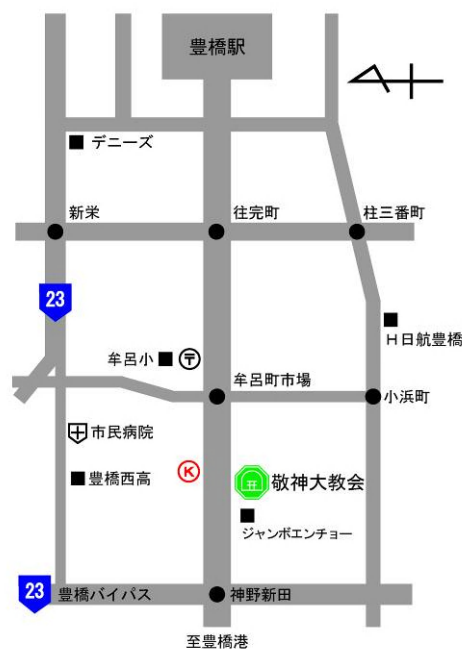 豊橋駅
デニーズ
新栄
往完町
柱三番町
23
H日航豊橋
牟呂小 〒
牟呂町市場
小浜町
市民病院
豊橋西高
K
敬神大教会
ジャンボエンチョー
23
豊橋バイパス
神野新田
至豊橋港